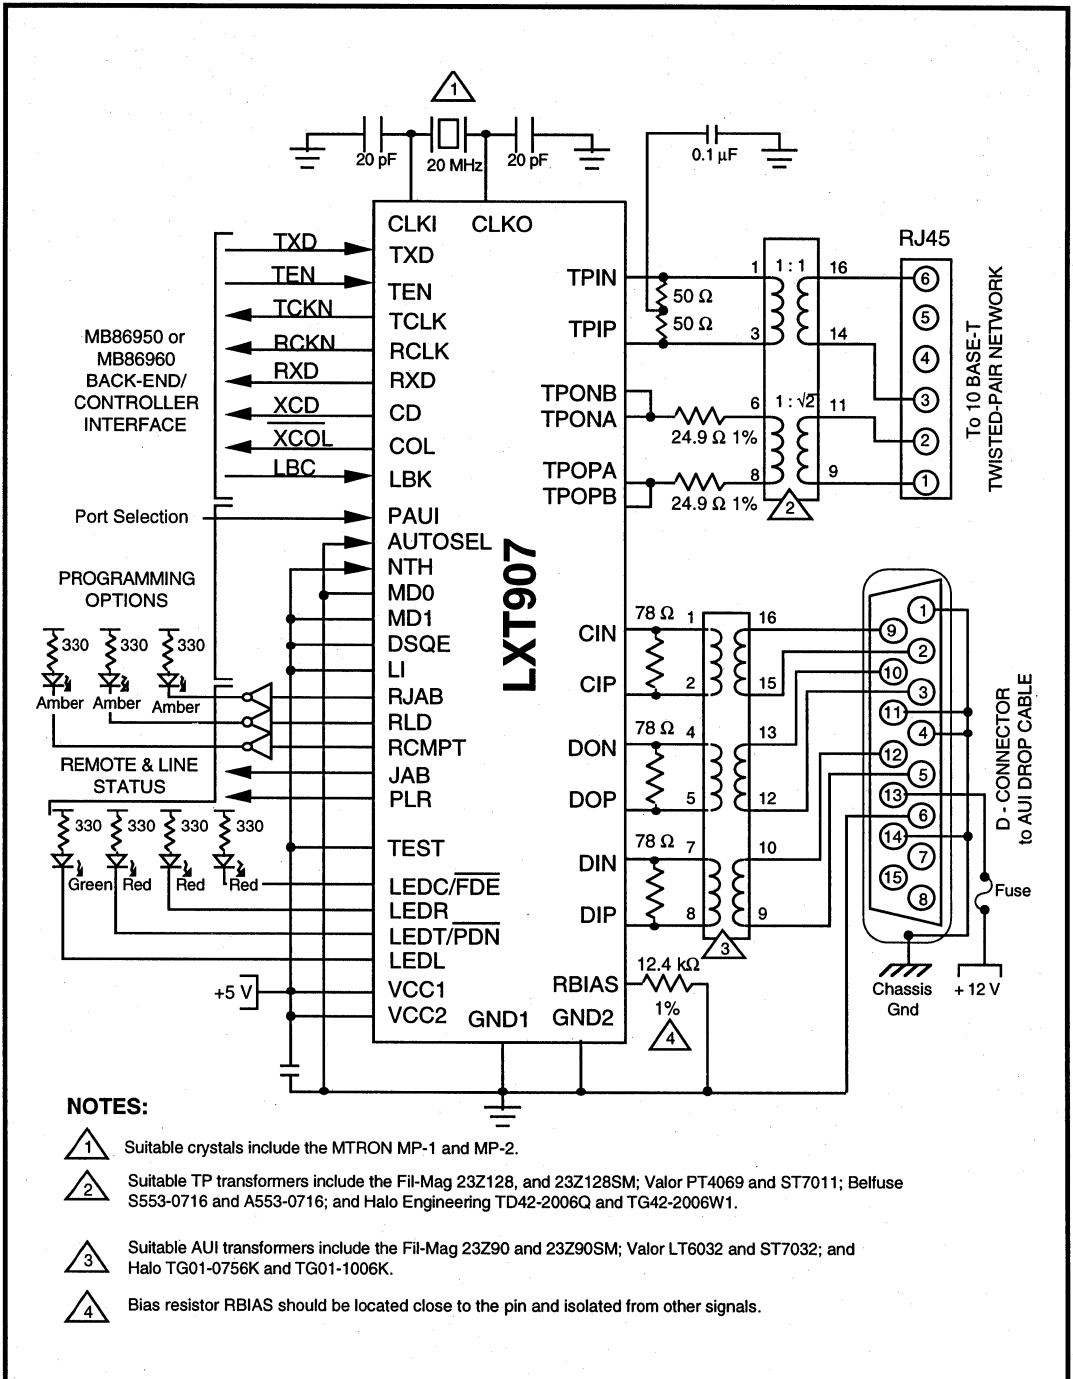 1
20 pF
20 MHz
20 pF
0.1 µF
CLKI CLKO
TXD
TXD
TEN
TEN
TCKN
TCLK
RCKN
RCLK
RXD
RXD
XCD
CD
XCOL
COL
LBC
LBK
MB86950 or
MB86960
BACK-END/
CONTROLLER
INTERFACE
Port Selection
PAUI
AUTOSEL
NTH
MD0
MD1
DSQE
LI
RJAB
RLD
RCMPT
JAB
PLR
TEST
LEDC/FDE
LEDR
LEDT/PDN
LEDL
VCC1
VCC2
GND1
GND2
PROGRAMMING
OPTIONS
330 330 330
Amber Amber Amber
REMOTE & LINE
STATUS
330 330 330 330
Green Red Red Red
+5 V
LXT907
TPIN
TPIP
TPONB
TPONA
TPOPA
TPOPB
CIN
CIP
DON
DOP
DIN
DIP
RBIAS
50 Ω
50 Ω
24.9 Ω 1%
24.9 Ω 1%
1 1 : 1 16
3 14
6 1 : √2 11
8 9
2
RJ45
6
5
4
3
2
1
To 10 BASE-T
TWISTED-PAIR NETWORK
78 Ω 1 16
2 15
78 Ω 4 13
5 12
78 Ω 7 10
8 9
3
12.4 kΩ
1%
4
1
9
2
10
3
11
4
12
5
13
6
14
7
15
8
D - CONNECTOR
to AUI DROP CABLE
Fuse
Chassis
Gnd
+ 12 V
NOTES:
1 Suitable crystals include the MTRON MP-1 and MP-2.
2 Suitable TP transformers include the Fil-Mag 23Z128, and 23Z128SM; Valor PT4069 and ST7011; Belfuse
S553-0716 and A553-0716; and Halo Engineering TD42-2006Q and TG42-2006W1.
3 Suitable AUI transformers include the Fil-Mag 23Z90 and 23Z90SM; Valor LT6032 and ST7032; and
Halo TG01-0756K and TG01-1006K.
4 Bias resistor RBIAS should be located close to the pin and isolated from other signals.